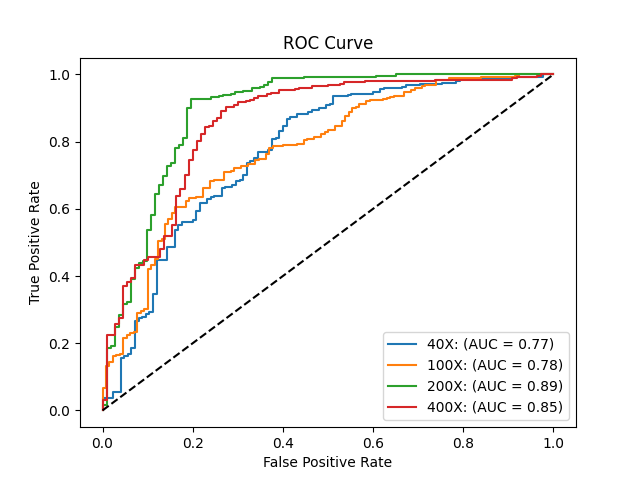 ROC Curve
True Positive Rate
1.0
0.8
0.6
0.4
0.2
0.0
40X: (AUC = 0.77)
100X: (AUC = 0.78)
200X: (AUC = 0.89)
400X: (AUC = 0.85)
0.0 0.2 0.4 0.6 0.8 1.0
False Positive Rate